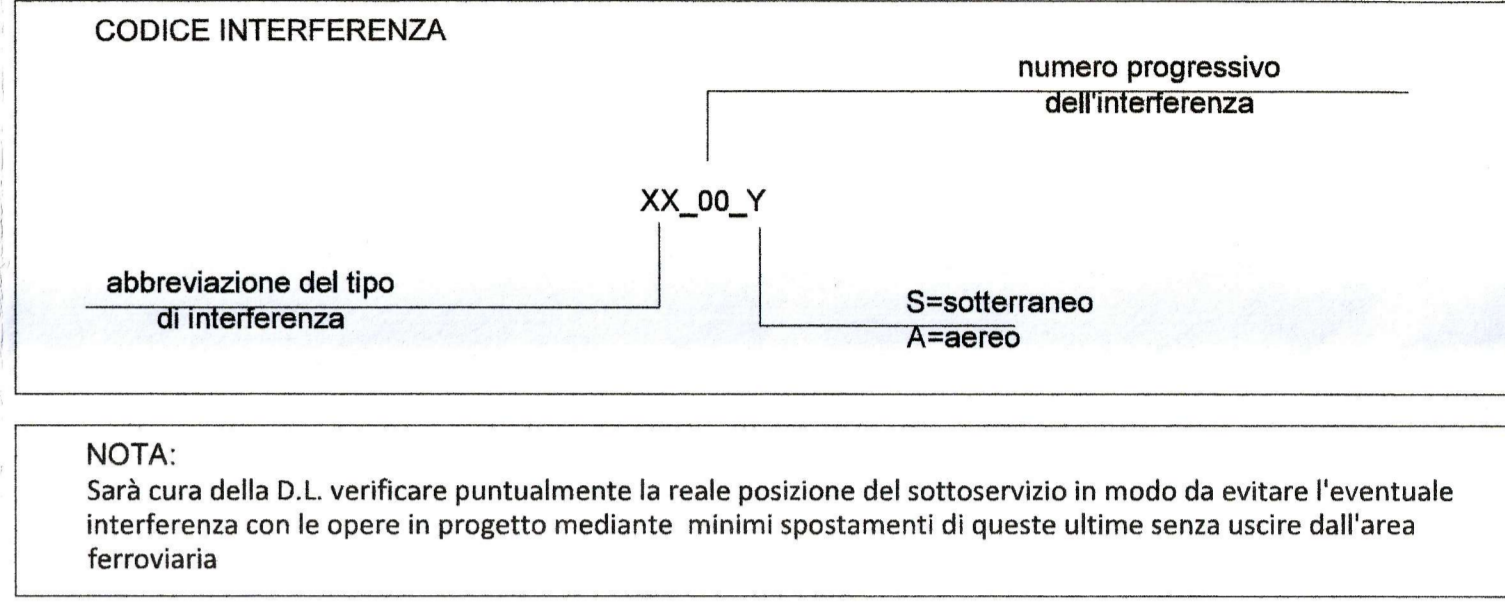 CODICE INTERFERENZA
numero progressivo
dell'interferenza
XX_00_Y
abbreviazione del tipo
di interferenza
S=sotterraneo
A=aereo
NOTA:
Sarà cura della D.L. verificare puntualmente la reale posizione del sottoservizio in modo da evitare l'eventuale
interferenza con le opere in progetto mediante minimi spostamenti di queste ultime senza uscire dall'area
ferroviaria